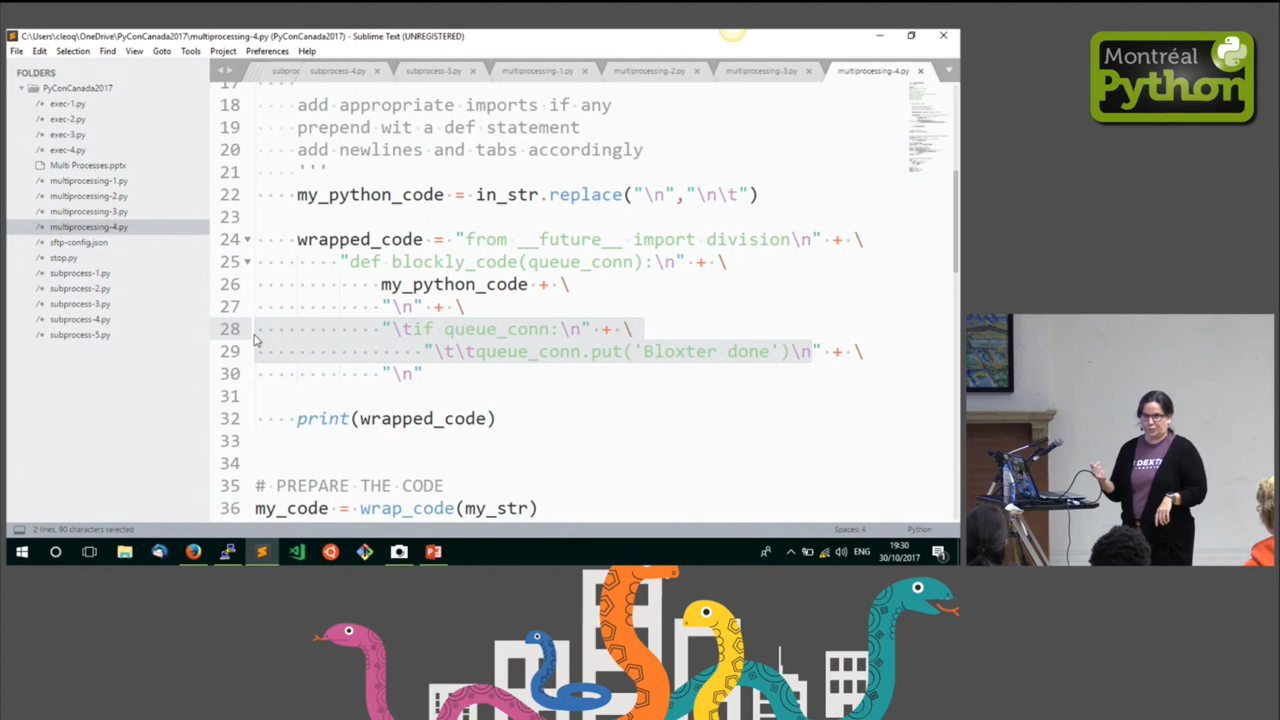 C:\Users\cleoq\OneDrive\PyConCanada2017\multiprocessing-4.py (PyConCanada2017) - Sublime Text (UNREGISTERED)
File Edit Selection Find View Goto Tools Project Preferences Help
FOLDERS
PyConCanada2017
exec-1.py
exec-2.py
exec-3.py
exec-4.py
Multi Processes.pptx
multiprocessing-1.py
multiprocessing-2.py
multiprocessing-3.py
multiprocessing-4.py
sftp-config.json
stop.py
subprocess-1.py
subprocess-2.py
subprocess-3.py
subprocess-4.py
subprocess-5.py
subproc subprocess-4.py subprocess-5.py multiprocessing-1.py multiprocessing-2.py multiprocessing-3.py multiprocessing-4.py
17
18 add appropriate imports if any
19 prepend wit a def statement
20 add newlines and tabs accordingly
21 '''
22 my_python_code = in_str.replace("\n","\n\t")
23
24 wrapped_code = "from __future__ import division\n" + \
25 "def blockly_code(queue_conn):\n" + \
26 my_python_code + \
27 "\n" + \
28 "\tif queue_conn:\n" + \
29 "\t\tqueue_conn.put('Bloxter done')\n" + \
30 "\n"
31
32 print(wrapped_code)
33
34
35 # PREPARE THE CODE
36 my_code = wrap_code(my_str)
2 lines, 90 characters selected
Spaces: 4 Python
ENG
19:30
30/10/2017
Montréal
Python
DEXT